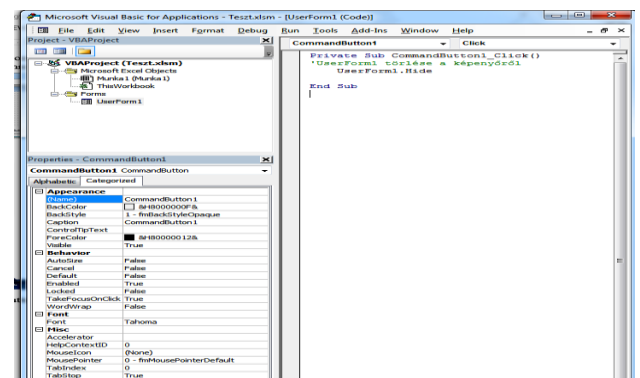 Microsoft Visual Basic for Applications - Teszt.xlsm - [UserForm1 (Code)]
File Edit View Insert Format Debug Run Tools Add-Ins Window Help
Project - VBAProject
VBAProject (Teszt.xlsm)
Microsoft Excel Objects
Munka1 (Munka1)
ThisWorkbook
Forms
UserForm1
CommandButton1 Click
Private Sub CommandButton1_Click()
'UserForm1 törlése a képenyőről
UserForm1.Hide
End Sub
Properties - CommandButton1
CommandButton1 CommandButton
Alphabetic Categorized
Appearance
(Name) CommandButton1
BackColor &H8000000F&
BackStyle 1 - fmBackStyleOpaque
Caption CommandButton1
ControlTipText
ForeColor &H80000012&
Visible True
Behavior
AutoSize False
Cancel False
Default False
Enabled True
Locked False
TakeFocusOnClick True
WordWrap False
Font
Font Tahoma
Misc
Accelerator
HelpContextID 0
MouseIcon (None)
MousePointer 0 - fmMousePointerDefault
TabIndex 0
TabStop True